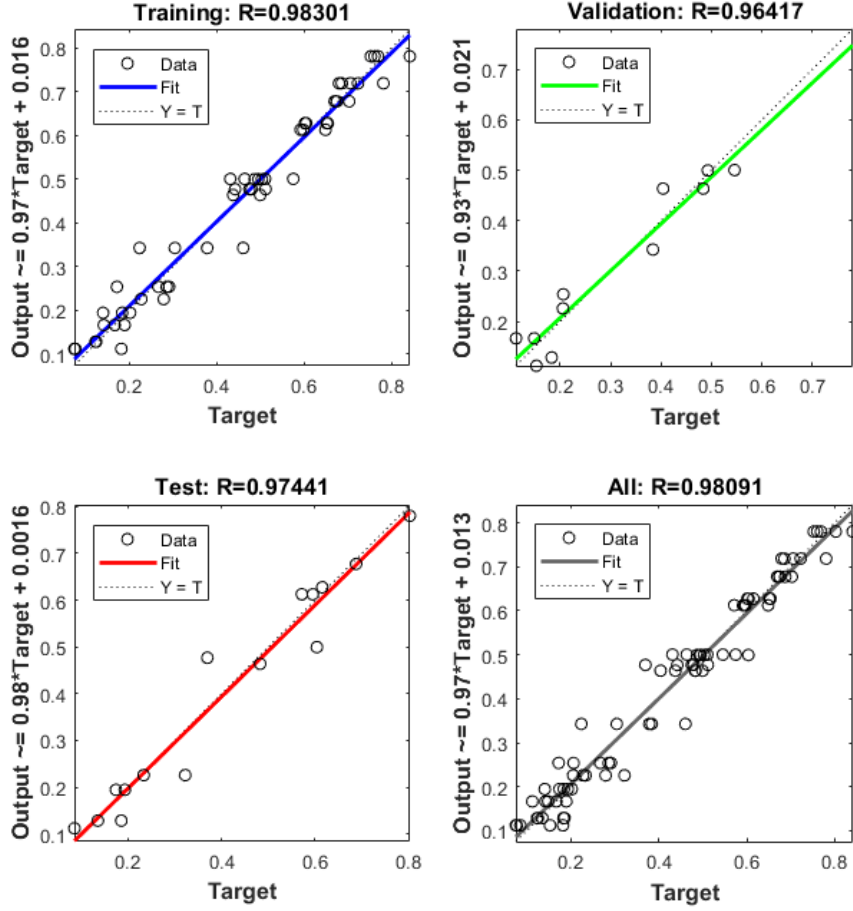 Training: R=0.98301
Output ~= 0.97*Target + 0.016
0.8
0.7
0.6
0.5
0.4
0.3
0.2
0.1
Data
Fit
Y = T
0.2
0.4
0.6
0.8
Target
Validation: R=0.96417
Output ~= 0.93*Target + 0.021
0.7
0.6
0.5
0.4
0.3
0.2
Data
Fit
Y = T
0.2
0.3
0.4
0.5
0.6
0.7
Target
Test: R=0.97441
Output ~= 0.98*Target + 0.0016
0.8
0.7
0.6
0.5
0.4
0.3
0.2
0.1
Data
Fit
Y = T
0.2
0.4
0.6
0.8
Target
All: R=0.98091
Output ~= 0.97*Target + 0.013
0.8
0.7
0.6
0.5
0.4
0.3
0.2
0.1
Data
Fit
Y = T
0.2
0.4
0.6
0.8
Target